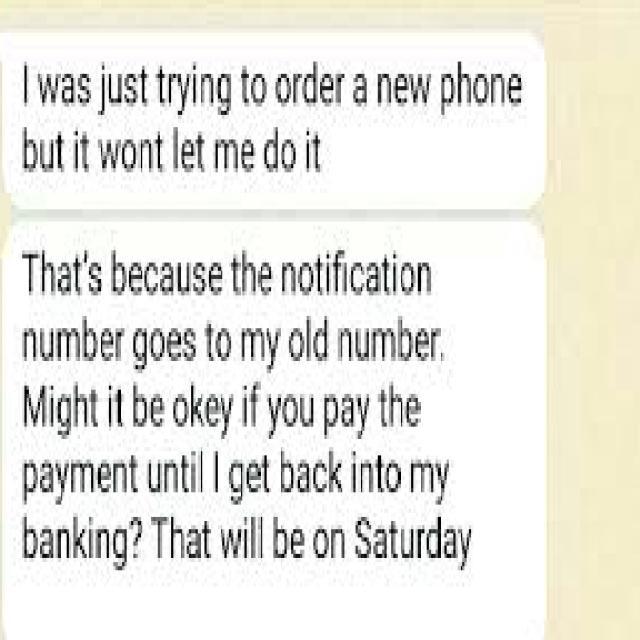 I was just trying to order a new phone
but it wont let me do it
That's because the notification
number goes to my old number.
Might it be okey if you pay the
payment until I get back into my
banking? That will be on Saturday